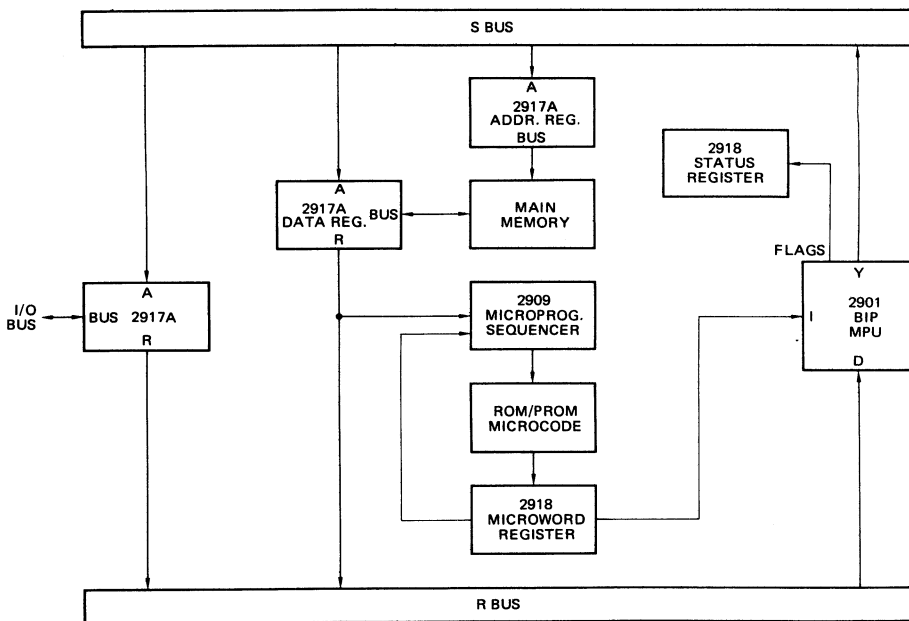 S BUS
A
2917A
ADDR. REG.
BUS
2918
STATUS
REGISTER
A
2917A
DATA REG.
BUS
R
MAIN
MEMORY
FLAGS
I/O
BUS
A
BUS
2917A
R
2909
MICROPROG.
SEQUENCER
Y
I
2901
BIP
MPU
D
ROM/PROM
MICROCODE
2918
MICROWORD
REGISTER
R BUS